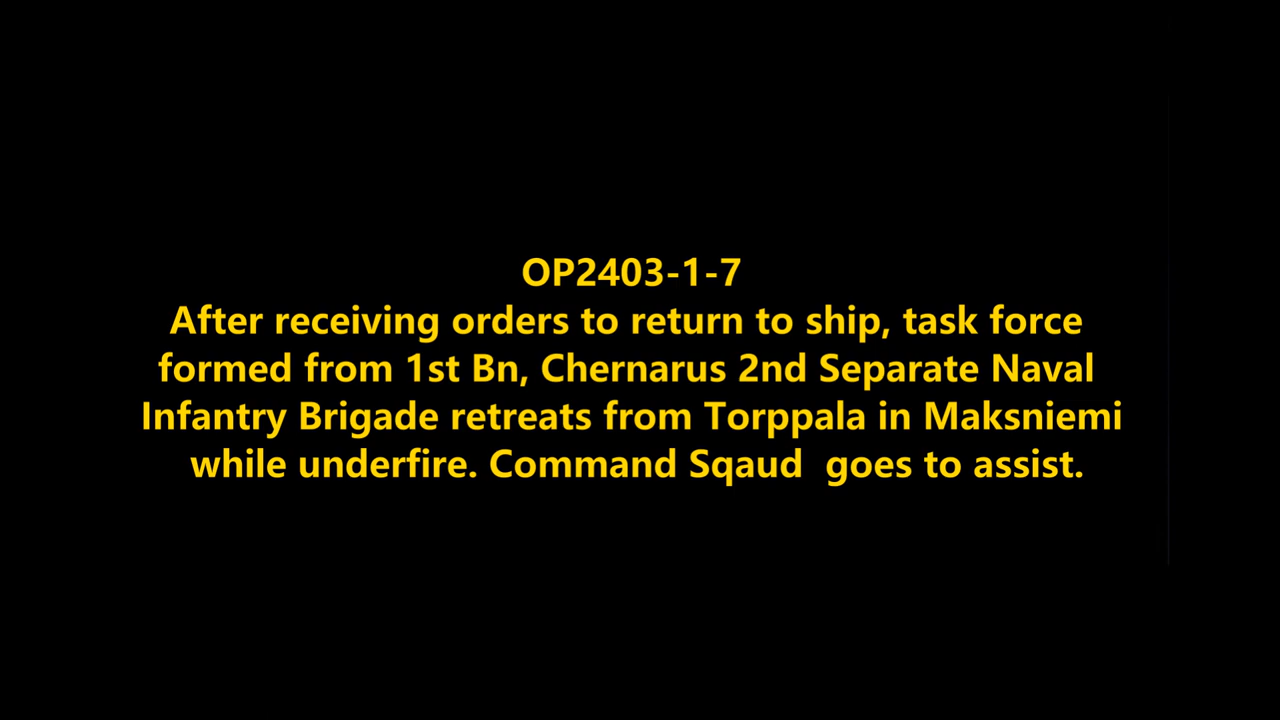 OP2403-1-7
After receiving orders to return to ship, task force
formed from 1st Bn, Chernarus 2nd Separate Naval
Infantry Brigade retreats from Torppala in Maksniemi
while underfire. Command Sqaud  goes to assist.